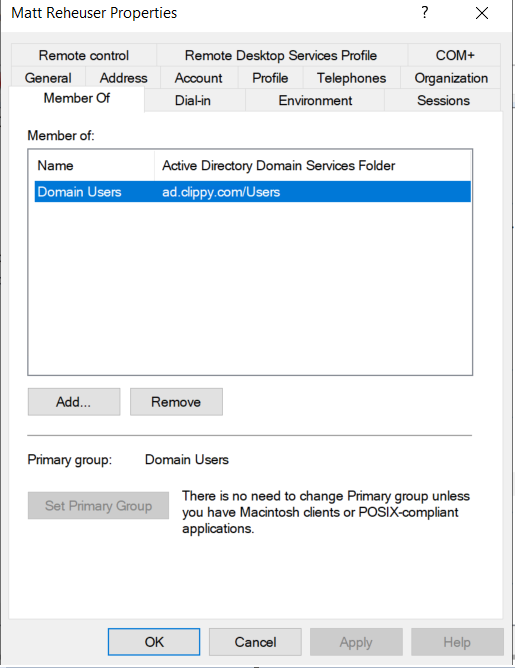 Matt Reheuser Properties
?
Remote control
Remote Desktop Services Profile
COM+
General
Address
Account
Profile
Telephones
Organization
Member Of
Dial-in
Environment
Sessions
Member of:
Name
Active Directory Domain Services Folder
Domain Users
ad.clippy.com/Users
Add...
Remove
Primary group:
Domain Users
Set Primary Group
There is no need to change Primary group unless
you have Macintosh clients or POSIX-compliant
applications.
OK
Cancel
Apply
Help